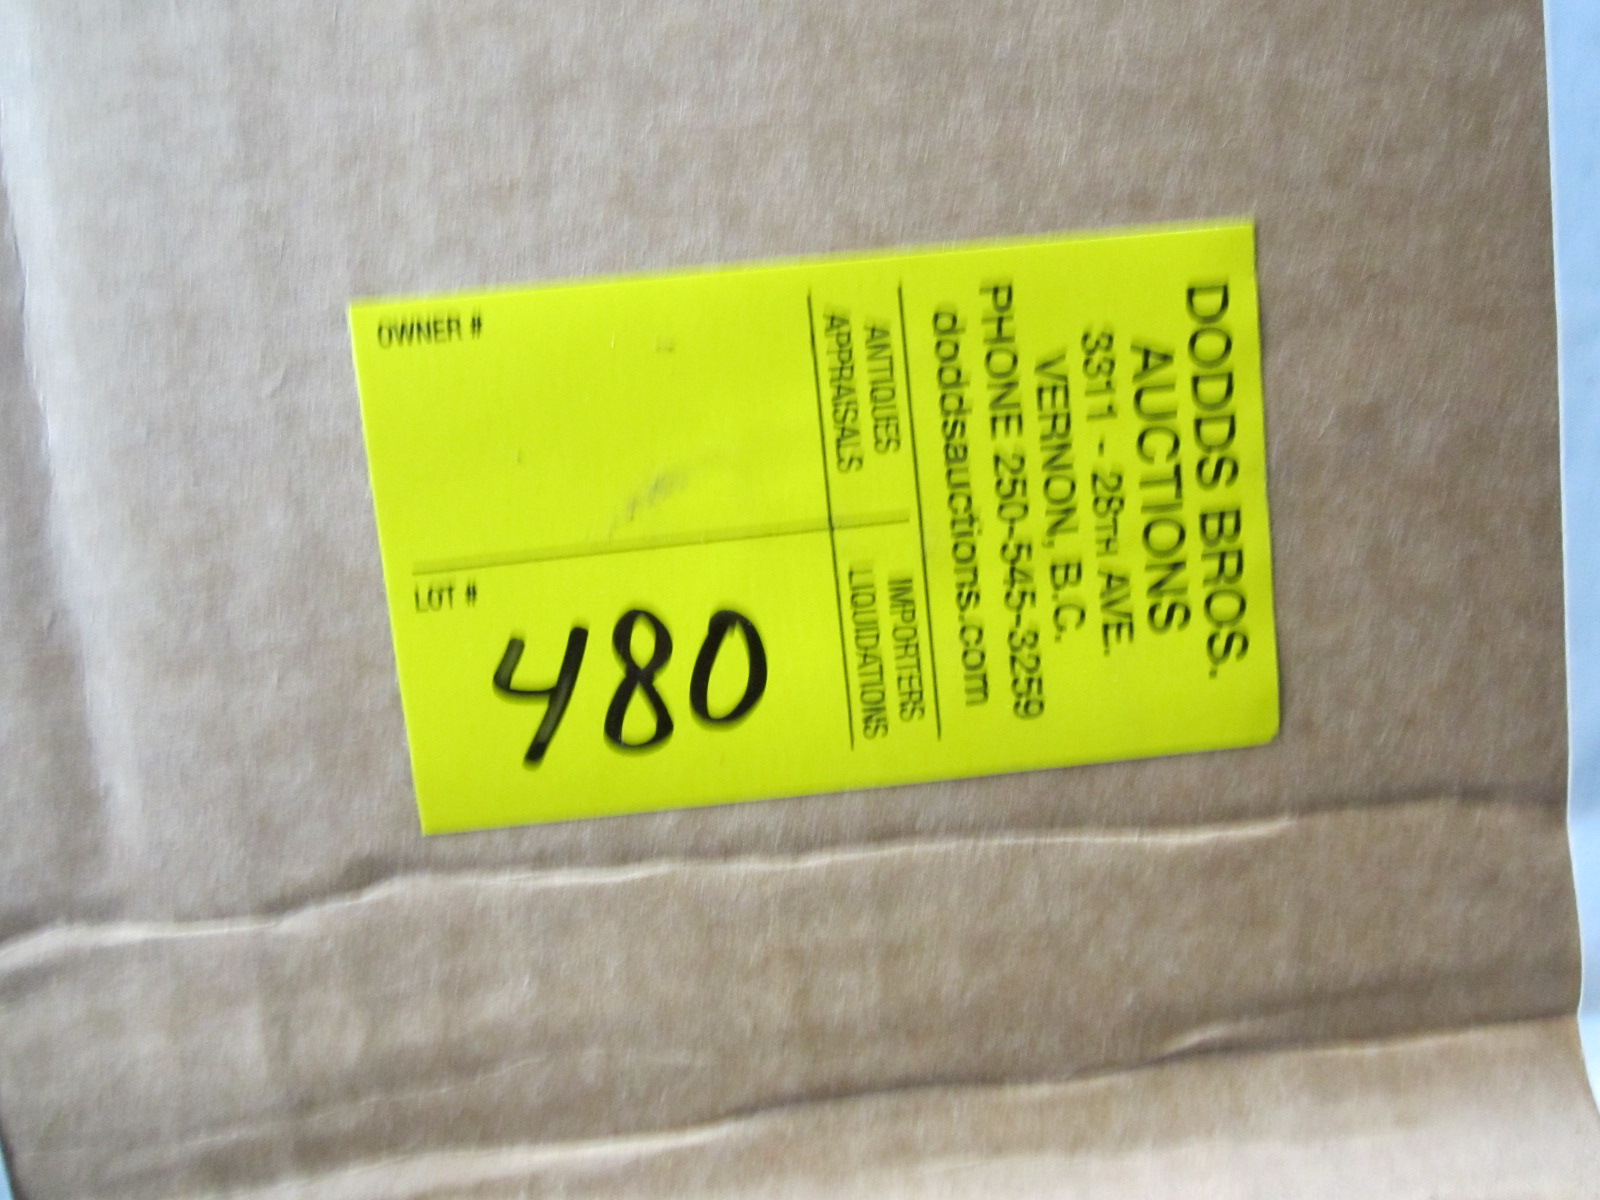 DODDS BROS.
AUCTIONS
3311 - 28TH AVE.
VERNON, B.C.
PHONE 250-545-3259
doddsauctions.com
ANTIQUES IMPORTERS
APPRAISALS LIQUIDATIONS
OWNER #
LOT #
480